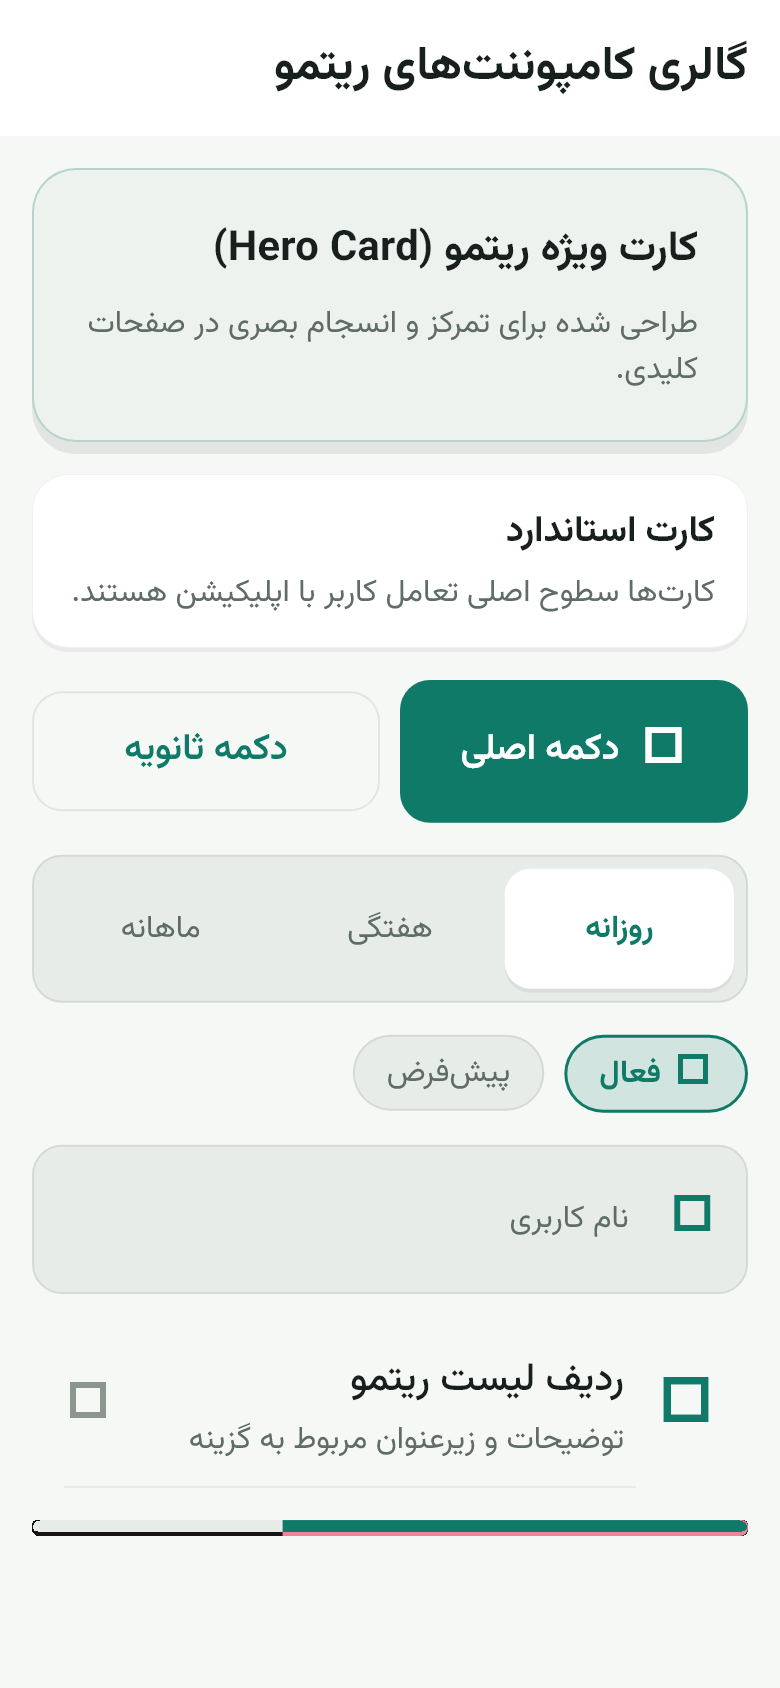 گالری کامپوننت‌های ریتمو
کارت ویژه ریتمو (Hero Card)
طراحی شده برای تمرکز و انسجام بصری در صفحات
کلیدی.
کارت استاندارد
کارت‌ها سطوح اصلی تعامل کاربر با اپلیکیشن هستند.
دکمه اصلی
دکمه ثانویه
روزانه
هفتگی
ماهانه
فعال
پیش‌فرض
نام کاربری
ردیف لیست ریتمو
توضیحات و زیرعنوان مربوط به گزینه